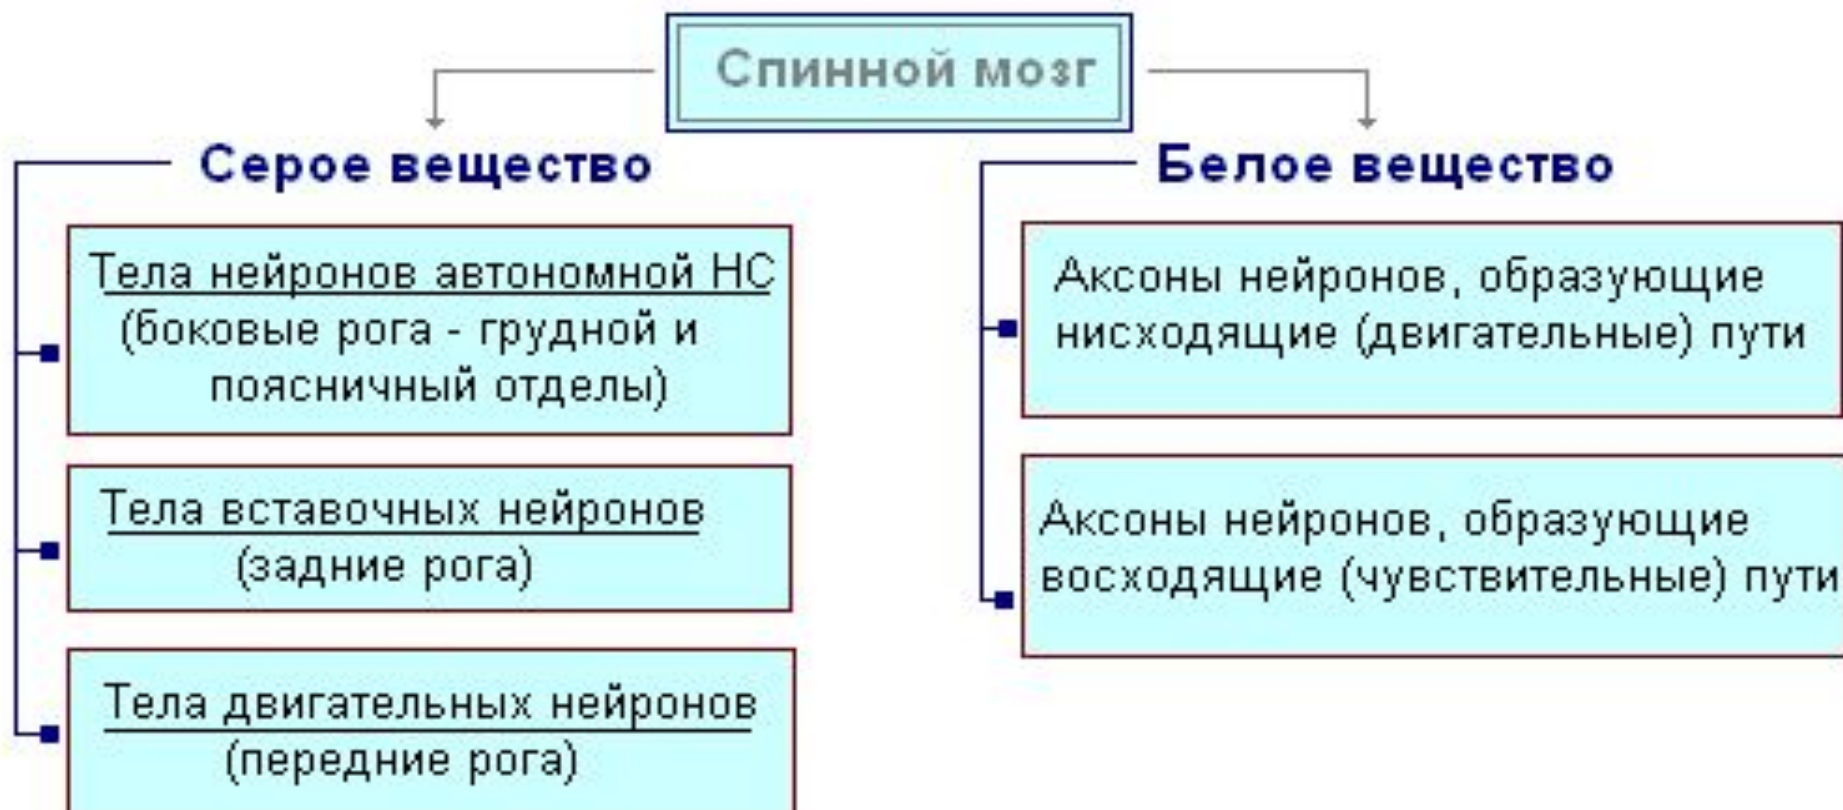 Спинной мозг
Серое вещество
Тела нейронов автономной НС
(боковые рога - грудной и
поясничный отделы)
Тела вставочных нейронов
(задние рога)
Тела двигательных нейронов
(передние рога)
Белое вещество
Аксоны нейронов, образующие
нисходящие (двигательные) пути
Аксоны нейронов, образующие
восходящие (чувствительные) пути